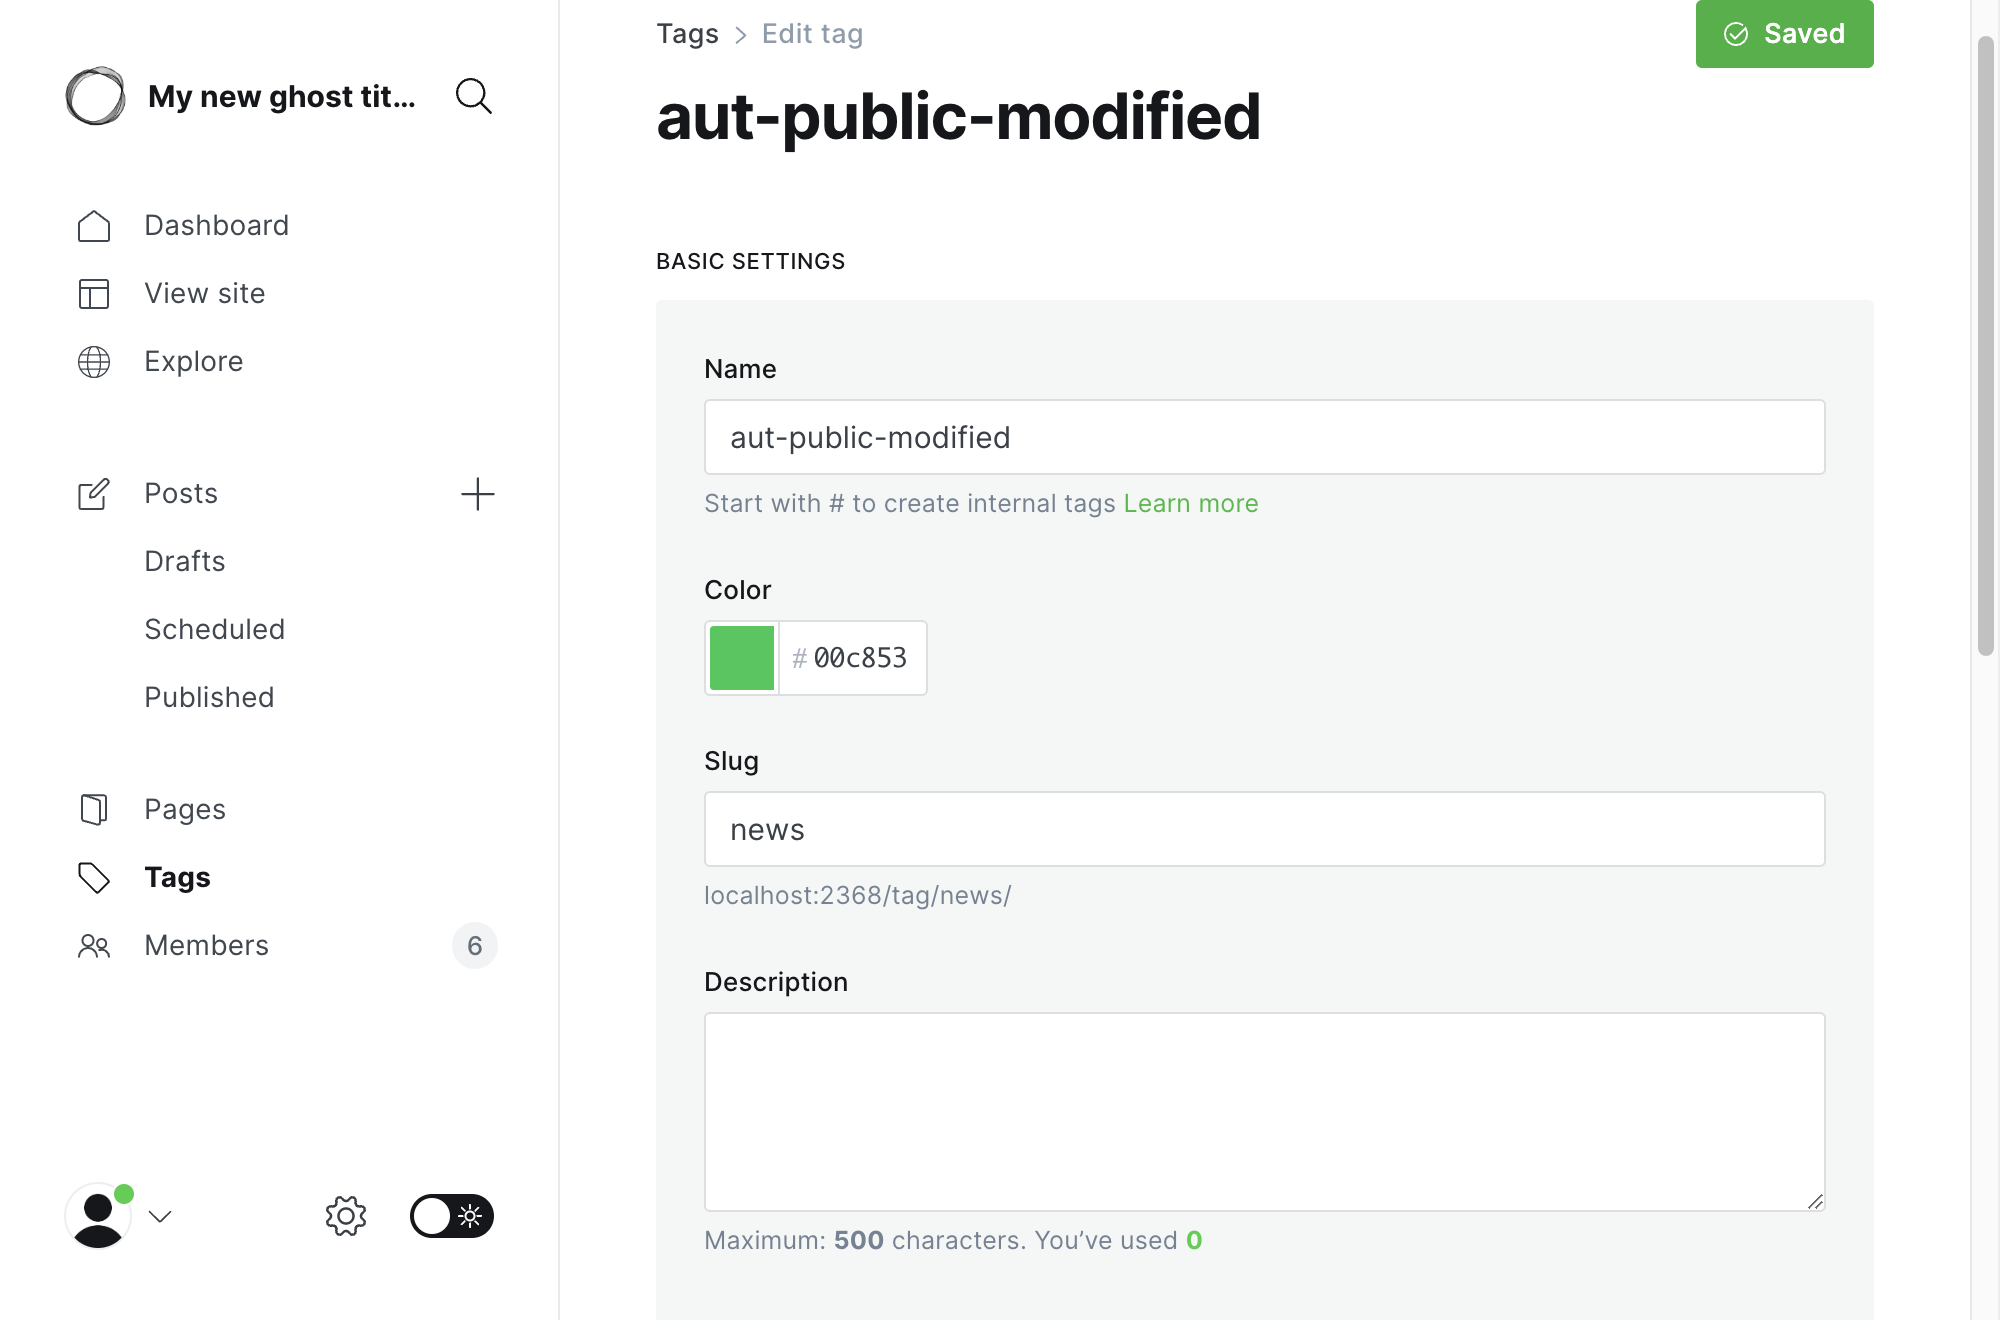 My new ghost tit...
Dashboard
View site
Explore
Posts
Drafts
Scheduled
Published
Pages
Tags
Members 6
Tags > Edit tag
Saved
aut-public-modified
BASIC SETTINGS
Name
aut-public-modified
Start with # to create internal tags Learn more
Color
# 00c853
Slug
news
localhost:2368/tag/news/
Description
Maximum: 500 characters. You’ve used 0